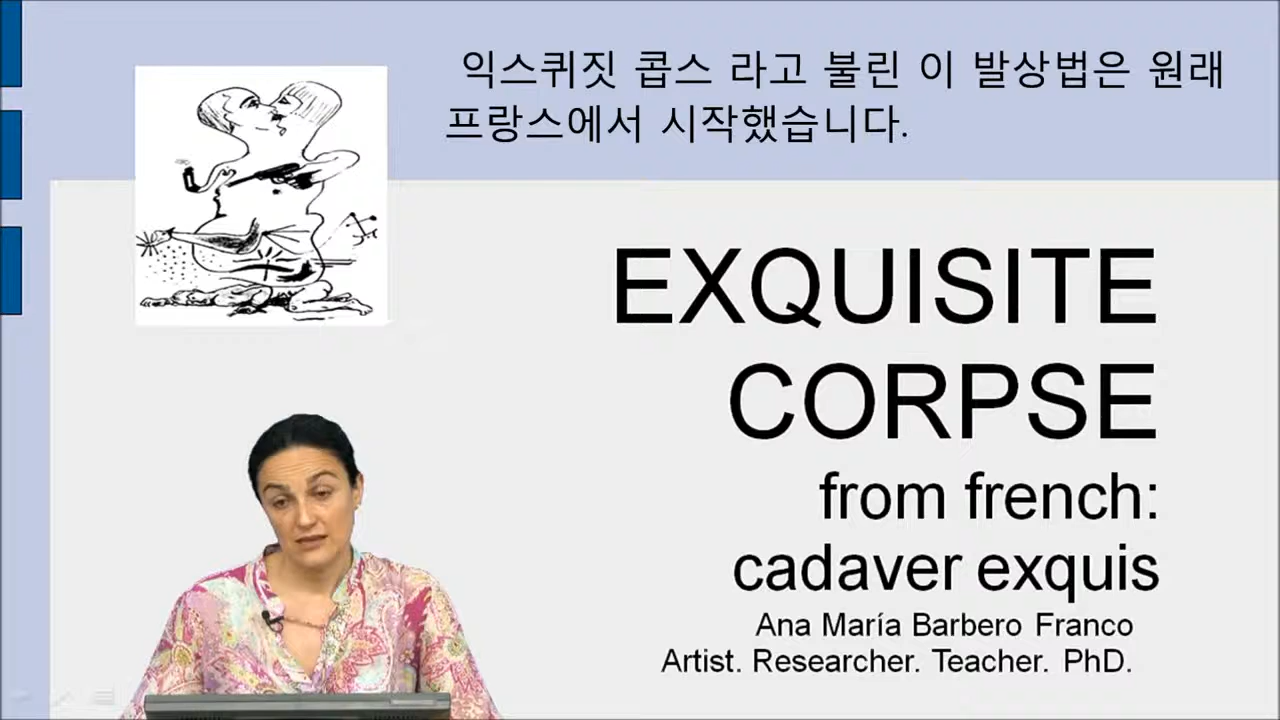 익스퀴짓 콥스 라고 불린 이 발상법은 원래
프랑스에서 시작했습니다.
EXQUISITE
CORPSE
from french:
cadaver exquis
Ana María Barbero Franco
Artist. Researcher. Teacher. PhD.